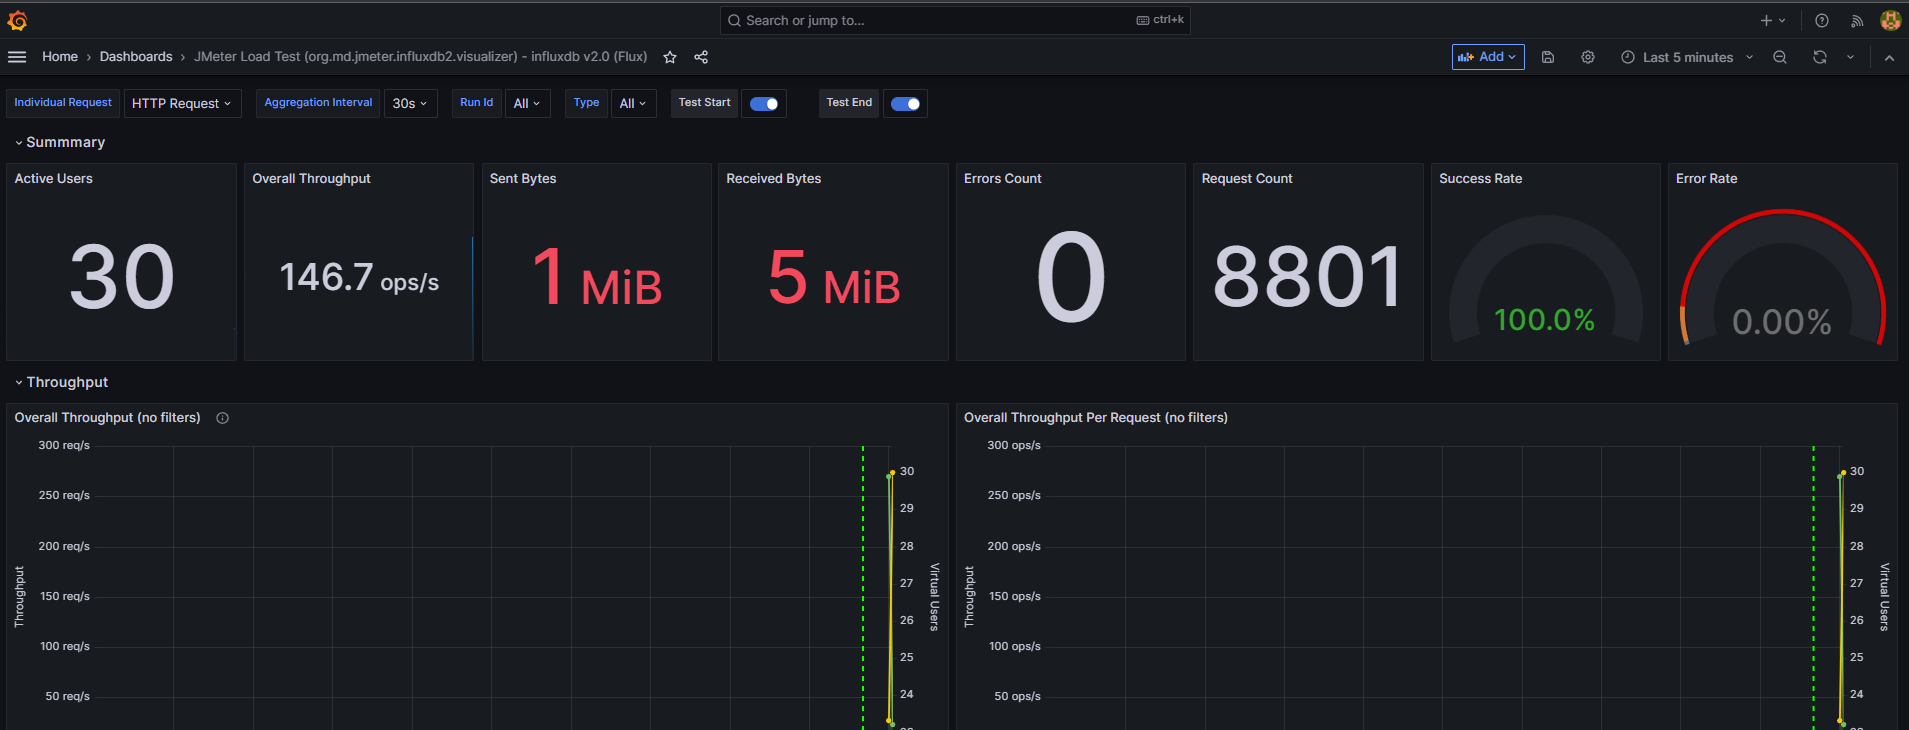 Search or jump to...
ctrl+k
Home › Dashboards › JMeter Load Test (org.md.jmeter.influxdb2.visualizer) - influxdb v2.0 (Flux)
Add
Last 5 minutes
Individual Request
HTTP Request
Aggregation Interval
30s
Run Id
All
Type
All
Test Start
Test End
Summmary
Active Users
30
Overall Throughput
146.7 ops/s
Sent Bytes
1 MiB
Received Bytes
5 MiB
Errors Count
0
Request Count
8801
Success Rate
100.0%
Error Rate
0.00%
Throughput
Overall Throughput (no filters)
300 req/s
250 req/s
200 req/s
150 req/s
100 req/s
50 req/s
Throughput
30
29
28
27
26
25
24
Virtual Users
Overall Throughput Per Request (no filters)
300 ops/s
250 ops/s
200 ops/s
150 ops/s
100 ops/s
50 ops/s
Throughput
30
29
28
27
26
25
24
Virtual Users